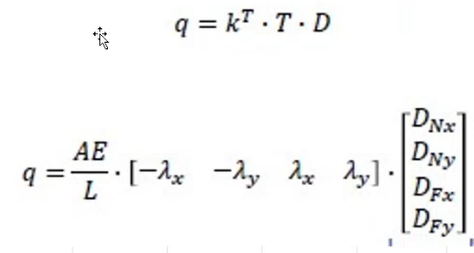 q = k^T · T · D
q = AE/L · [−λ_x −λ_y λ_x λ_y] · [D_Nx D_Ny D_Fx D_Fy]